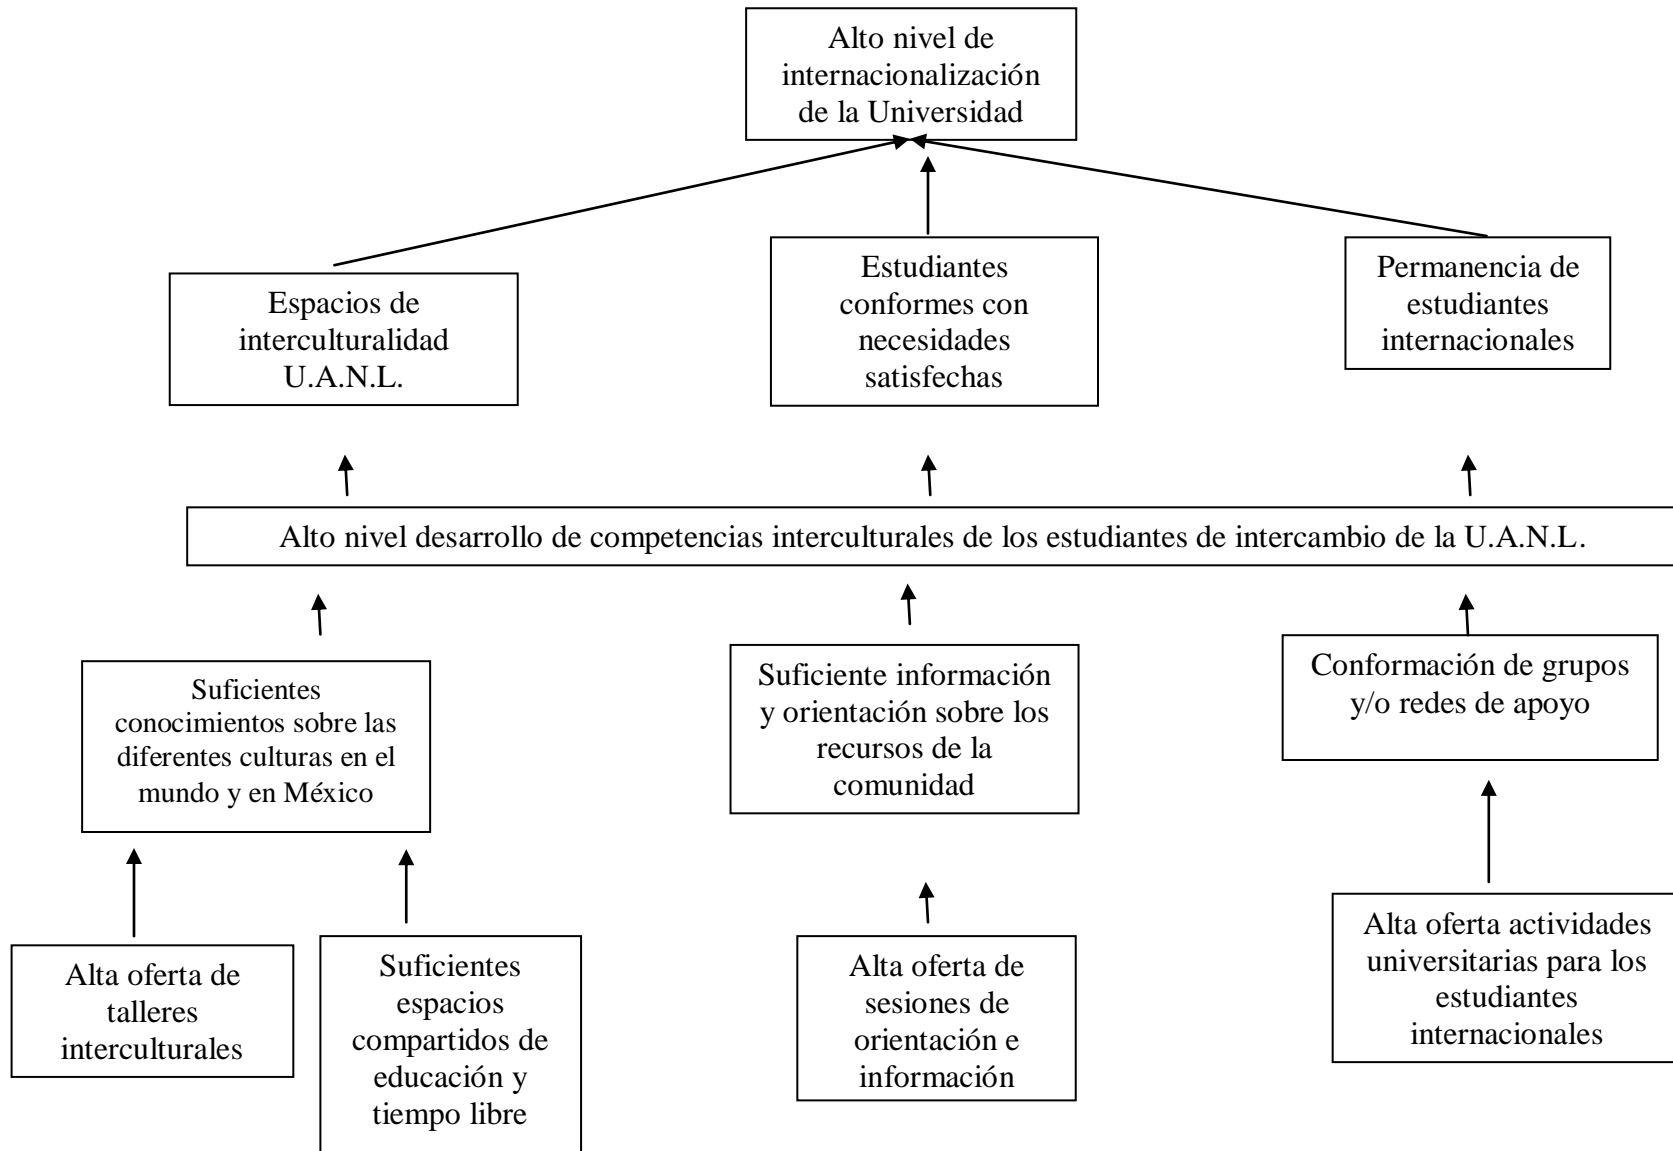 Alto nivel de
internacionalización
de la Universidad
Espacios de
interculturalidad
U.A.N.L.
Estudiantes
conformes con
necesidades
satisfechas
Permanencia de
estudiantes
internacionales
Alto nivel desarrollo de competencias interculturales de los estudiantes de intercambio de la U.A.N.L.
Suficientes
conocimientos sobre las
diferentes culturas en el
mundo y en México
Suficiente información
y orientación sobre los
recursos de la
comunidad
Conformación de grupos
y/o redes de apoyo
Alta oferta de
talleres
interculturales
Suficientes
espacios
compartidos de
educación y
tiempo libre
Alta oferta de
sesiones de
orientación e
información
Alta oferta actividades
universitarias para los
estudiantes
internacionales